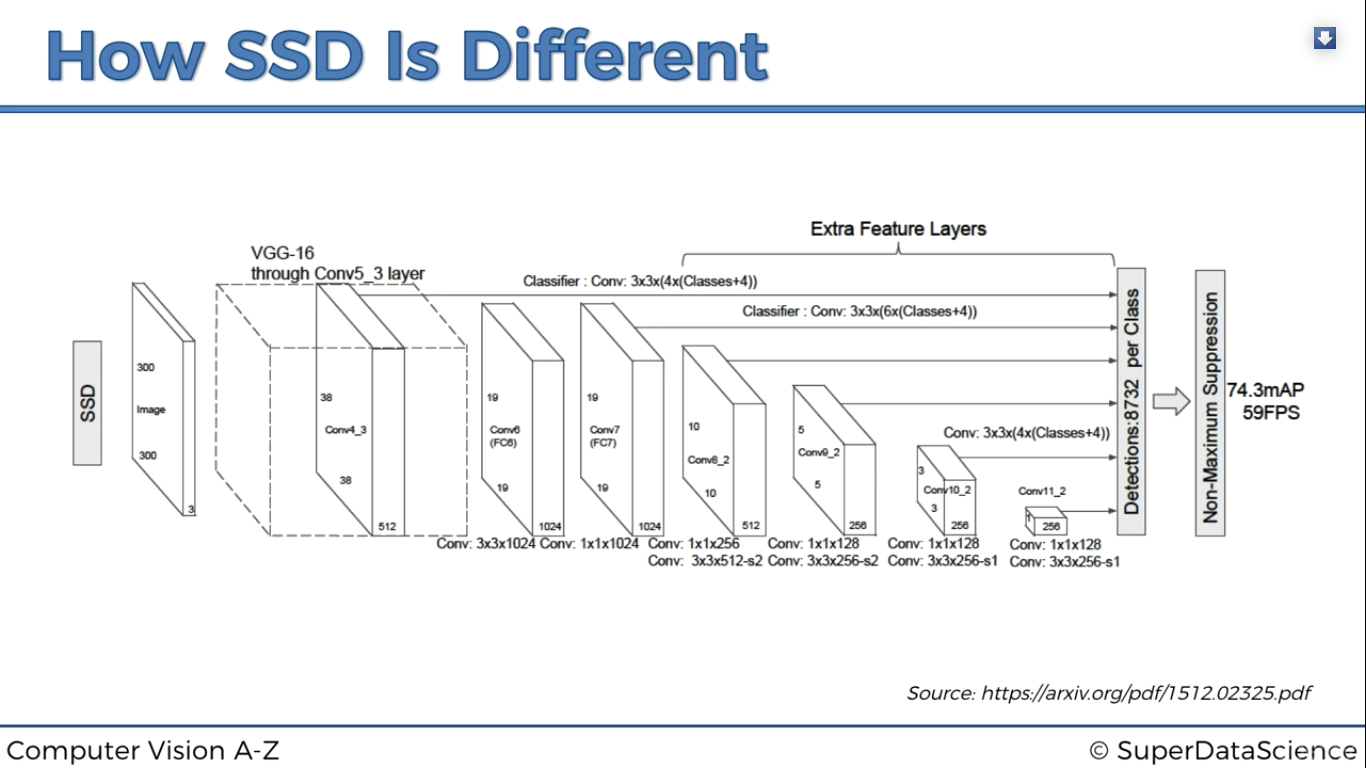 How SSD Is Different
Extra Feature Layers
VGG-16
through Conv5_3 layer
Classifier : Conv: 3x3x(4x(Classes+4))
Classifier : Conv: 3x3x(6x(Classes+4))
SSD
300
Image
300
3
38
Conv4_3
38
512
19
Conv6
(FC6)
19
1024
19
Conv7
(FC7)
19
1024
10
Conv8_2
10
512
5
Conv9_2
5
256
Conv: 3x3x(4x(Classes+4))
3
Conv10_2
3
256
Conv11_2
1
256
Conv: 3x3x1024
Conv: 1x1x1024
Conv: 1x1x256
Conv: 3x3x512-s2
Conv: 1x1x128
Conv: 3x3x256-s2
Conv: 1x1x128
Conv: 3x3x256-s1
Conv: 1x1x128
Conv: 3x3x256-s1
Detections:8732 per Class
Non-Maximum Suppression
74.3mAP
59FPS
Source: https://arxiv.org/pdf/1512.02325.pdf
Computer Vision A-Z
© SuperDataScience